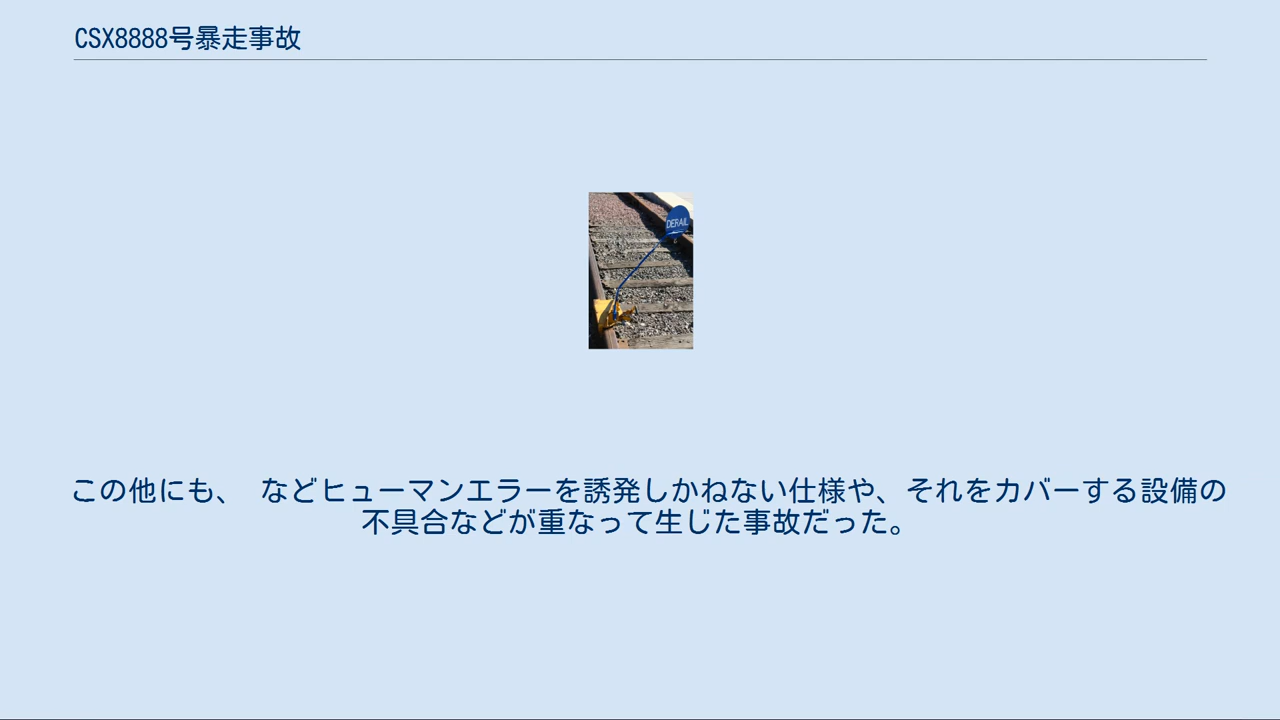 CSX8888号暴走事故
DERAIL
この他にも、 などヒューマンエラーを誘発しかねない仕様や、それをカバーする設備の
不具合などが重なって生じた事故だった。